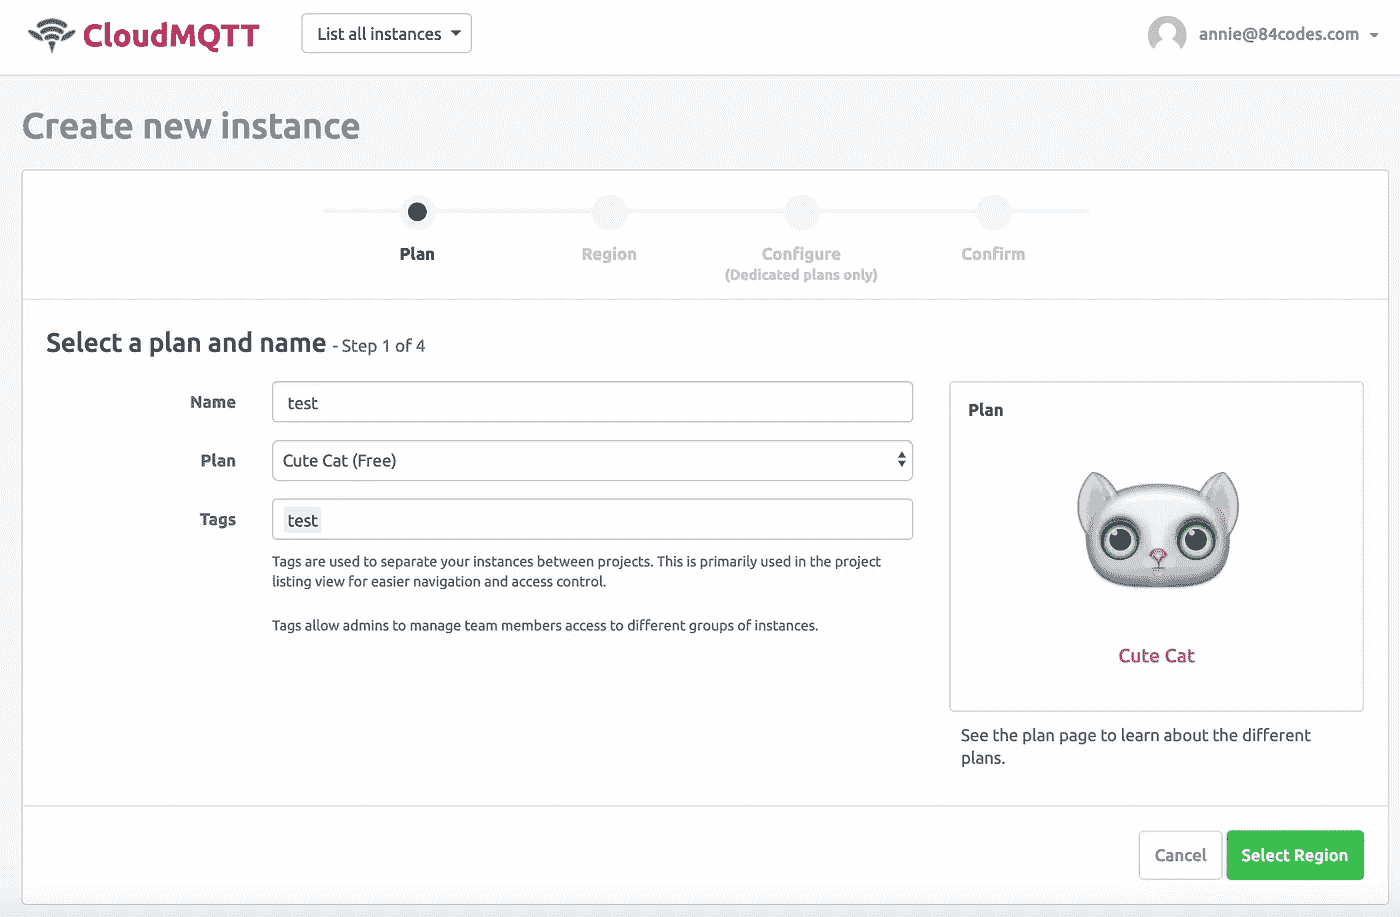 CloudMQTT
List all instances
annie@84codes.com
Create new instance
Plan
Region
Configure
(Dedicated plans only)
Confirm
Select a plan and name - Step 1 of 4
Name
test
Plan
Cute Cat (Free)
Tags
test
Tags are used to separate your instances between projects. This is primarily used in the project
listing view for easier navigation and access control.
Tags allow admins to manage team members access to different groups of instances.
Plan
Cute Cat
See the plan page to learn about the different
plans.
Cancel
Select Region